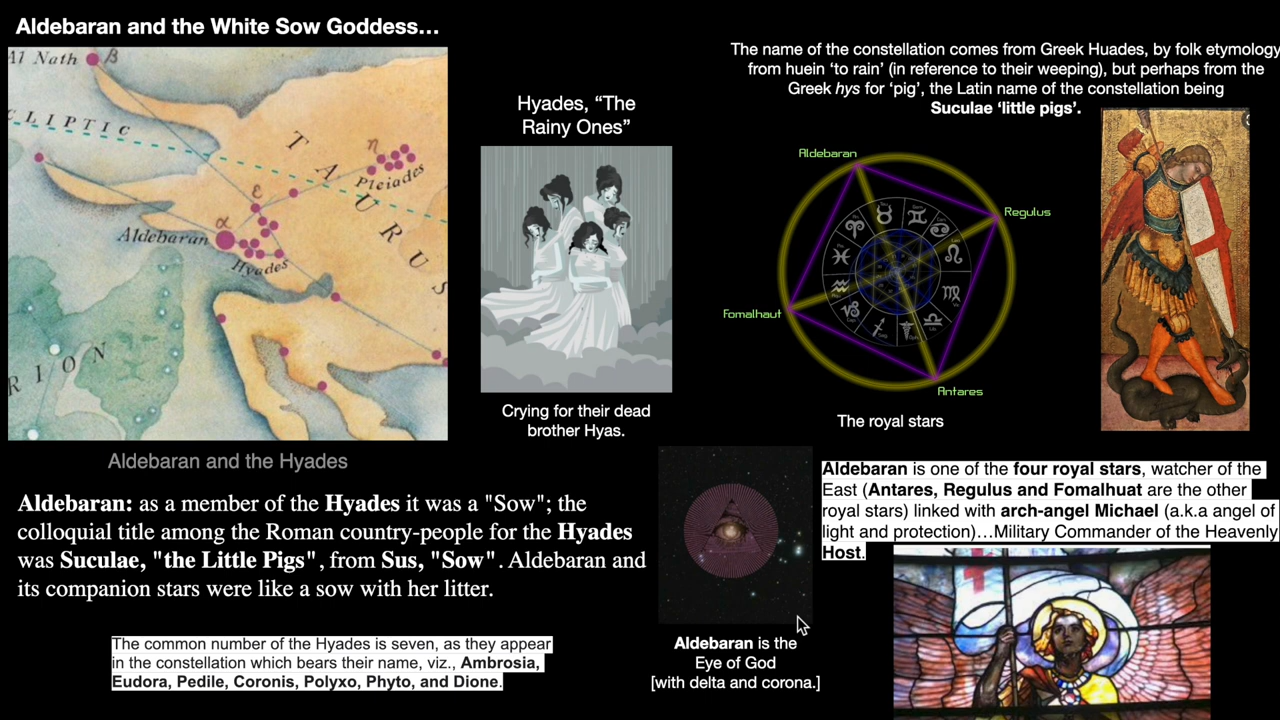 Aldebaran and the White Sow Goddess…
Al Nath β
CLIPTIC
TAURUS
η
Pleiades
ε
α
Aldebaran
Hyades
RION
Aldebaran and the Hyades
Hyades, “The
Rainy Ones”
Crying for their dead
brother Hyas.
The name of the constellation comes from Greek Huades, by folk etymology
from huein ‘to rain’ (in reference to their weeping), but perhaps from the
Greek hys for ‘pig’, the Latin name of the constellation being
Suculae ‘little pigs’.
Aldebaran
Regulus
Fomalhaut
Antares
The royal stars
Aldebaran: as a member of the Hyades it was a "Sow"; the
colloquial title among the Roman country-people for the Hyades
was Suculae, "the Little Pigs", from Sus, "Sow". Aldebaran and
its companion stars were like a sow with her litter.
The common number of the Hyades is seven, as they appear
in the constellation which bears their name, viz., Ambrosia,
Eudora, Pedile, Coronis, Polyxo, Phyto, and Dione.
Aldebaran is the
Eye of God
[with delta and corona.]
Aldebaran is one of the four royal stars, watcher of the
East (Antares, Regulus and Fomalhuat are the other
royal stars) linked with arch-angel Michael (a.k.a angel of
light and protection)…Military Commander of the Heavenly
Host.